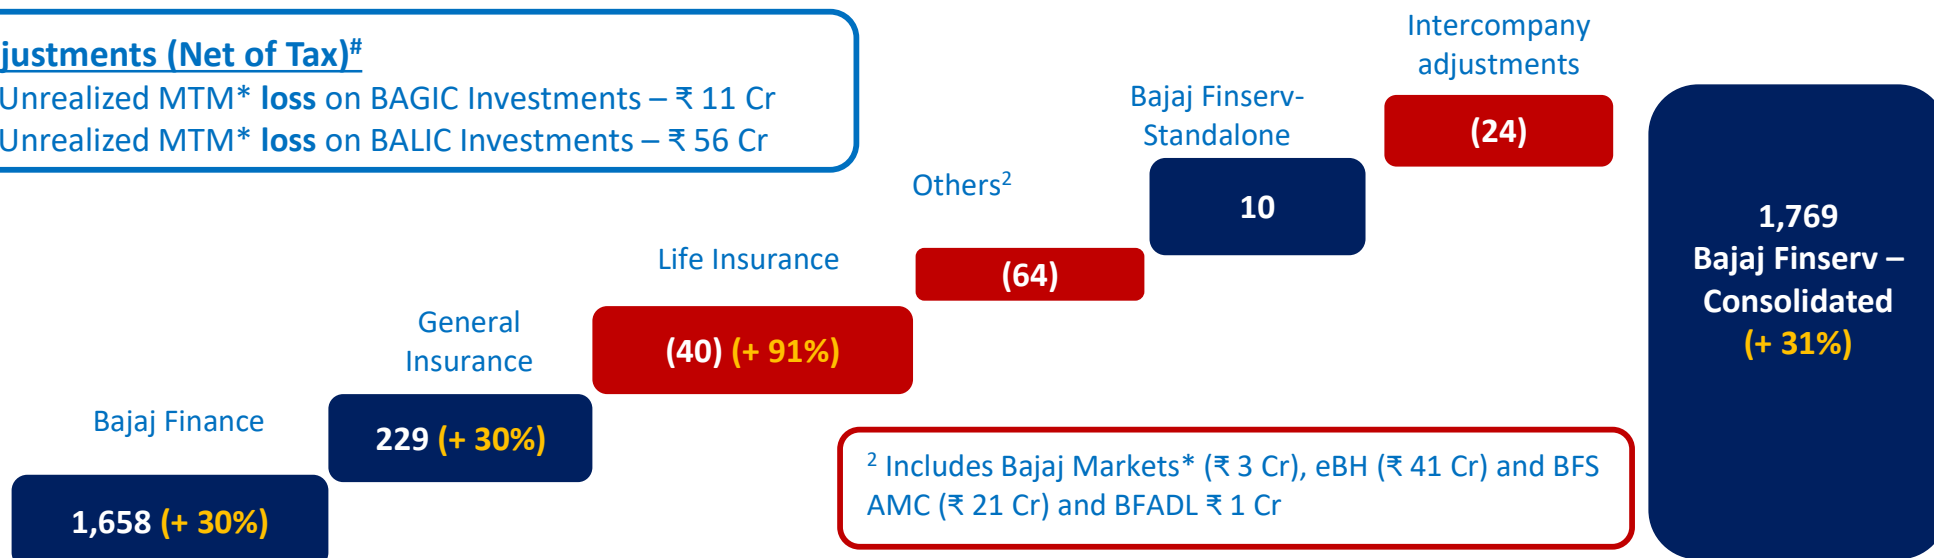 justments (Net of Tax)#
Unrealized MTM* loss on BAGIC Investments – ₹ 11 Cr
Unrealized MTM* loss on BALIC Investments – ₹ 56 Cr
Intercompany
adjustments
(24)
Bajaj Finserv-
Standalone
10
Others2
(64)
Life Insurance
(40) (+ 91%)
General
Insurance
229 (+ 30%)
Bajaj Finance
1,658 (+ 30%)
1,769
Bajaj Finserv –
Consolidated
(+ 31%)
2 Includes Bajaj Markets* (₹ 3 Cr), eBH (₹ 41 Cr) and BFS
AMC (₹ 21 Cr) and BFADL ₹ 1 Cr